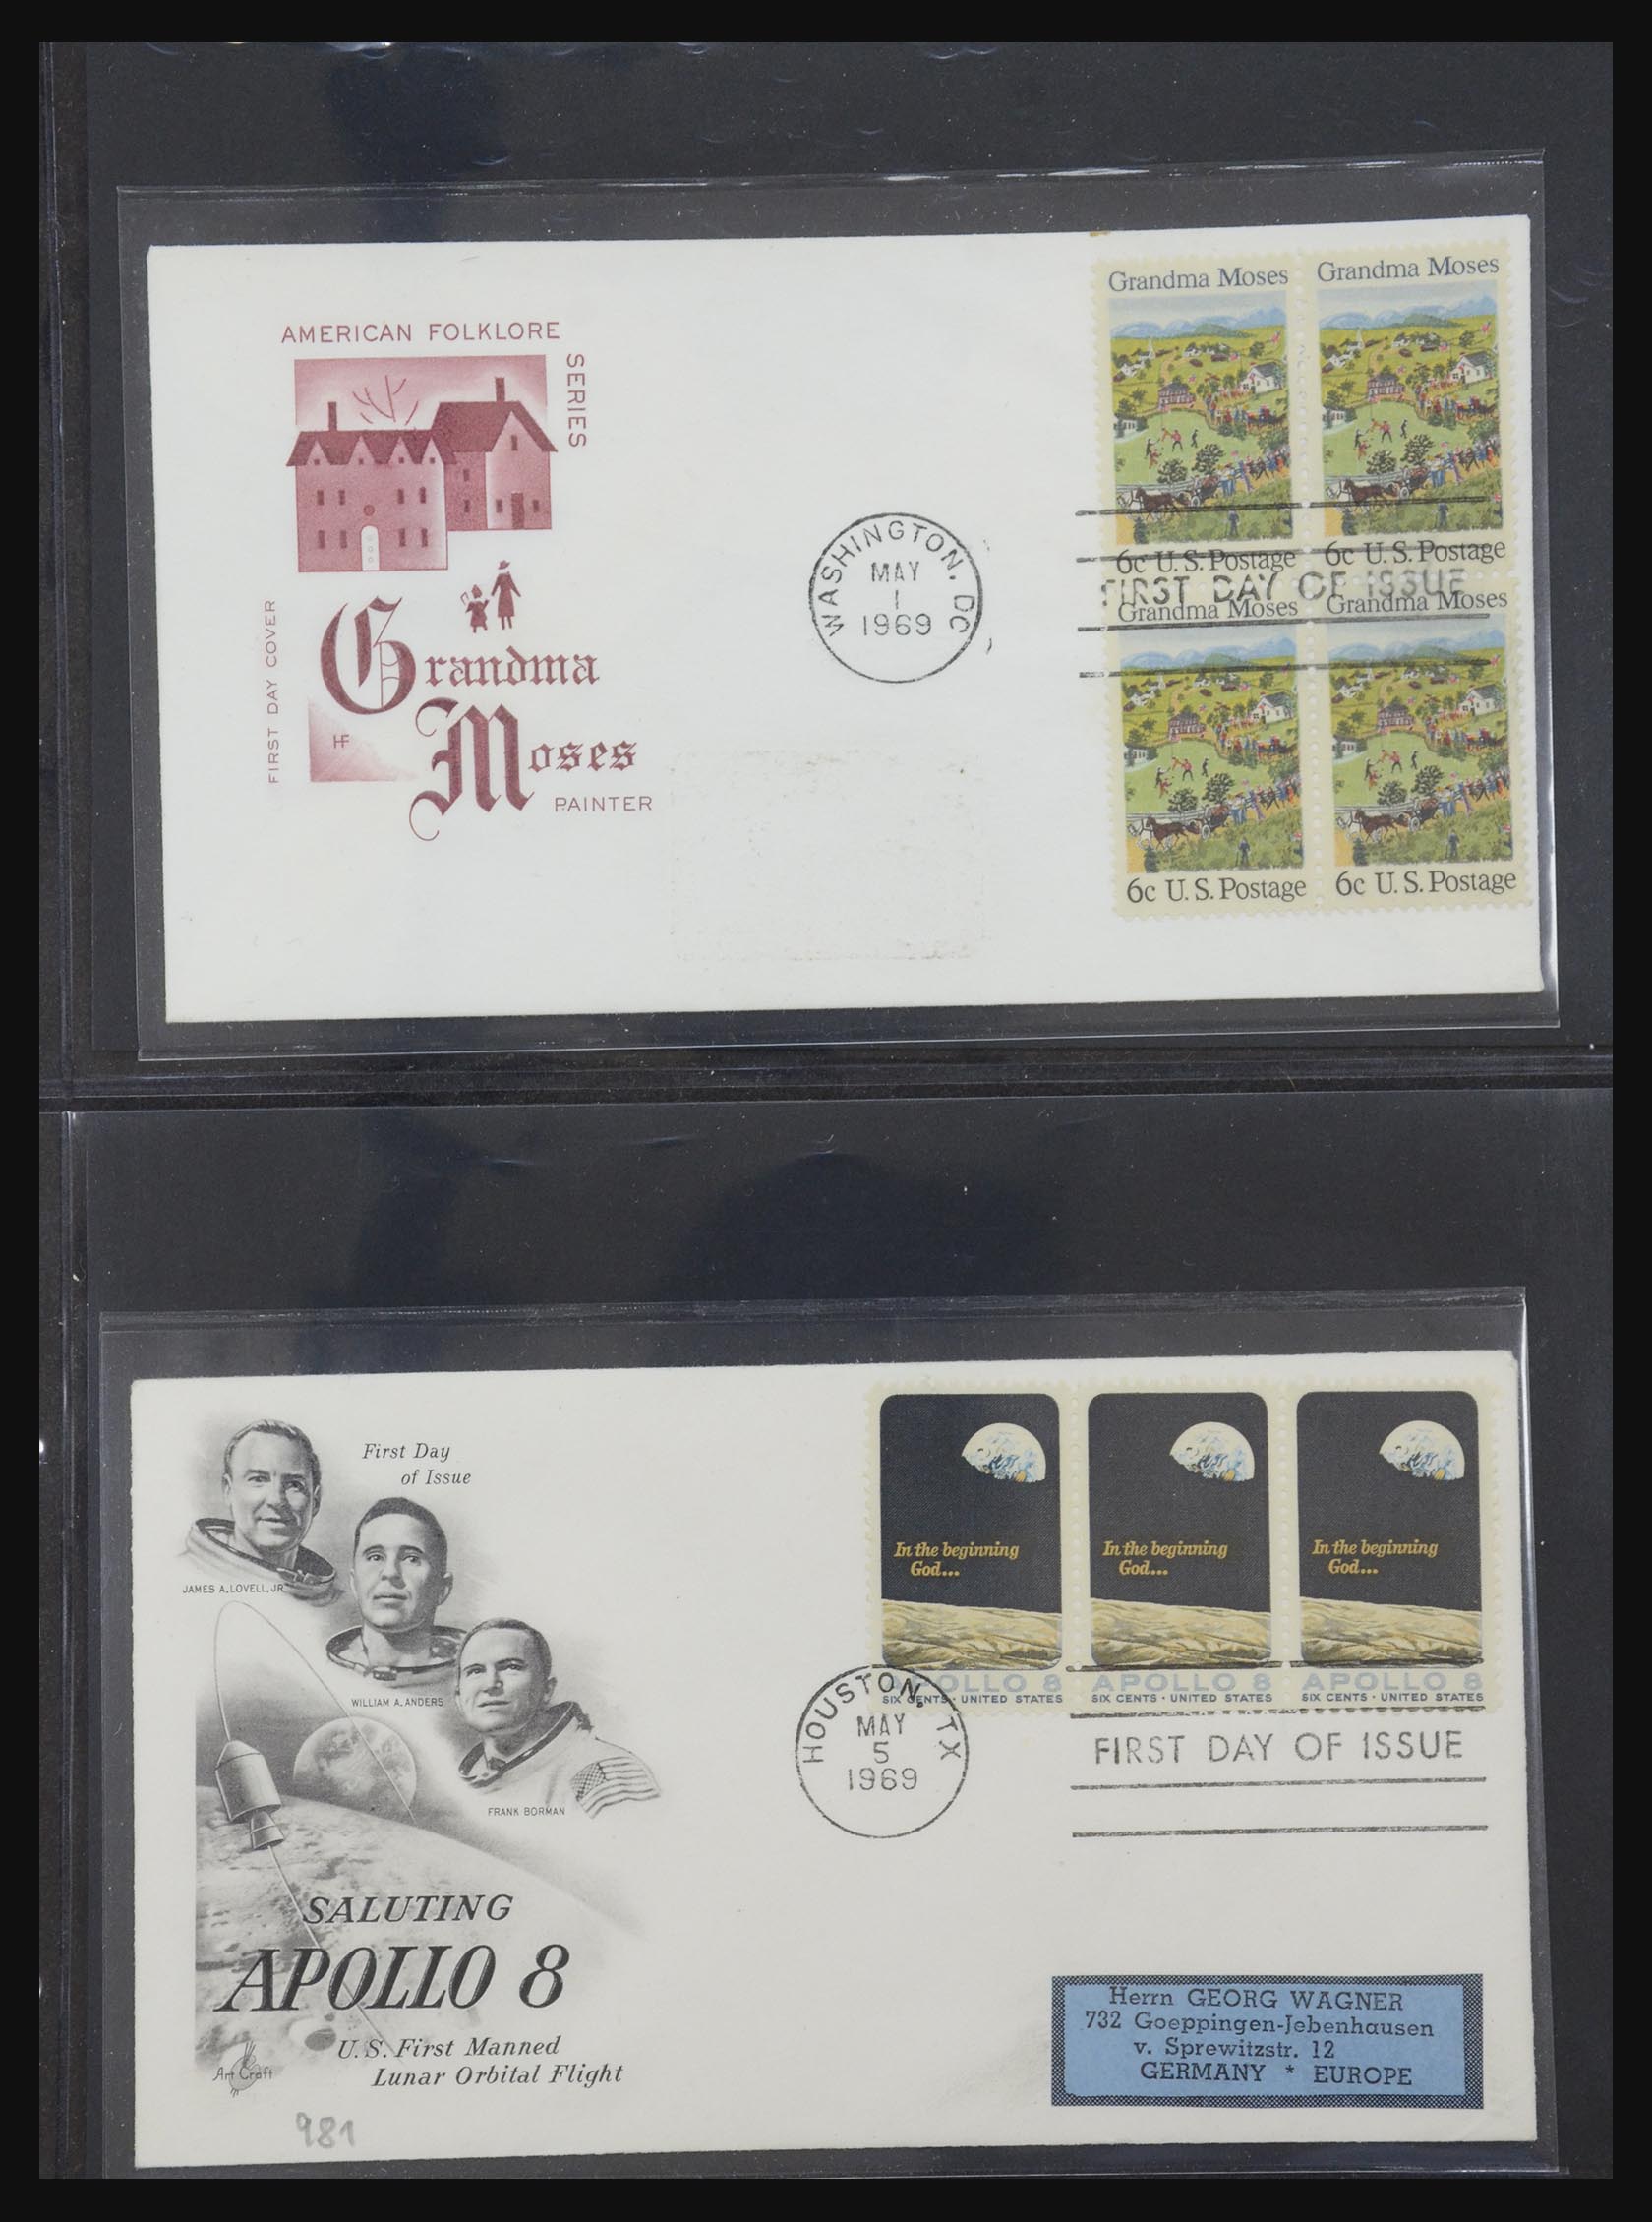 AMERICAN FOLKLORE
SERIES
FIRST DAY COVER
HF
Grandma
Moses
PAINTER
WASHINGTON, DC
MAY
1
1969
Grandma Moses
Grandma Moses
6c U.S. Postage
6c U.S. Postage
FIRST DAY OF ISSUE
Grandma Moses
Grandma Moses
6c U.S. Postage
6c U.S. Postage
First Day
of Issue
JAMES A. LOVELL, JR.
WILLIAM A. ANDERS
FRANK BORMAN
SALUTING
APOLLO 8
U.S. First Manned
Lunar Orbital Flight
Art Craft
981
In the beginning
God...
APOLLO 8
SIX CENTS · UNITED STATES
In the beginning
God...
APOLLO 8
SIX CENTS · UNITED STATES
In the beginning
God...
APOLLO 8
SIX CENTS · UNITED STATES
HOUSTON, TX
MAY
5
1969
FIRST DAY OF ISSUE
Herrn GEORG WAGNER
732 Goeppingen-Jebenhausen
v. Sprewitzstr. 12
GERMANY * EUROPE